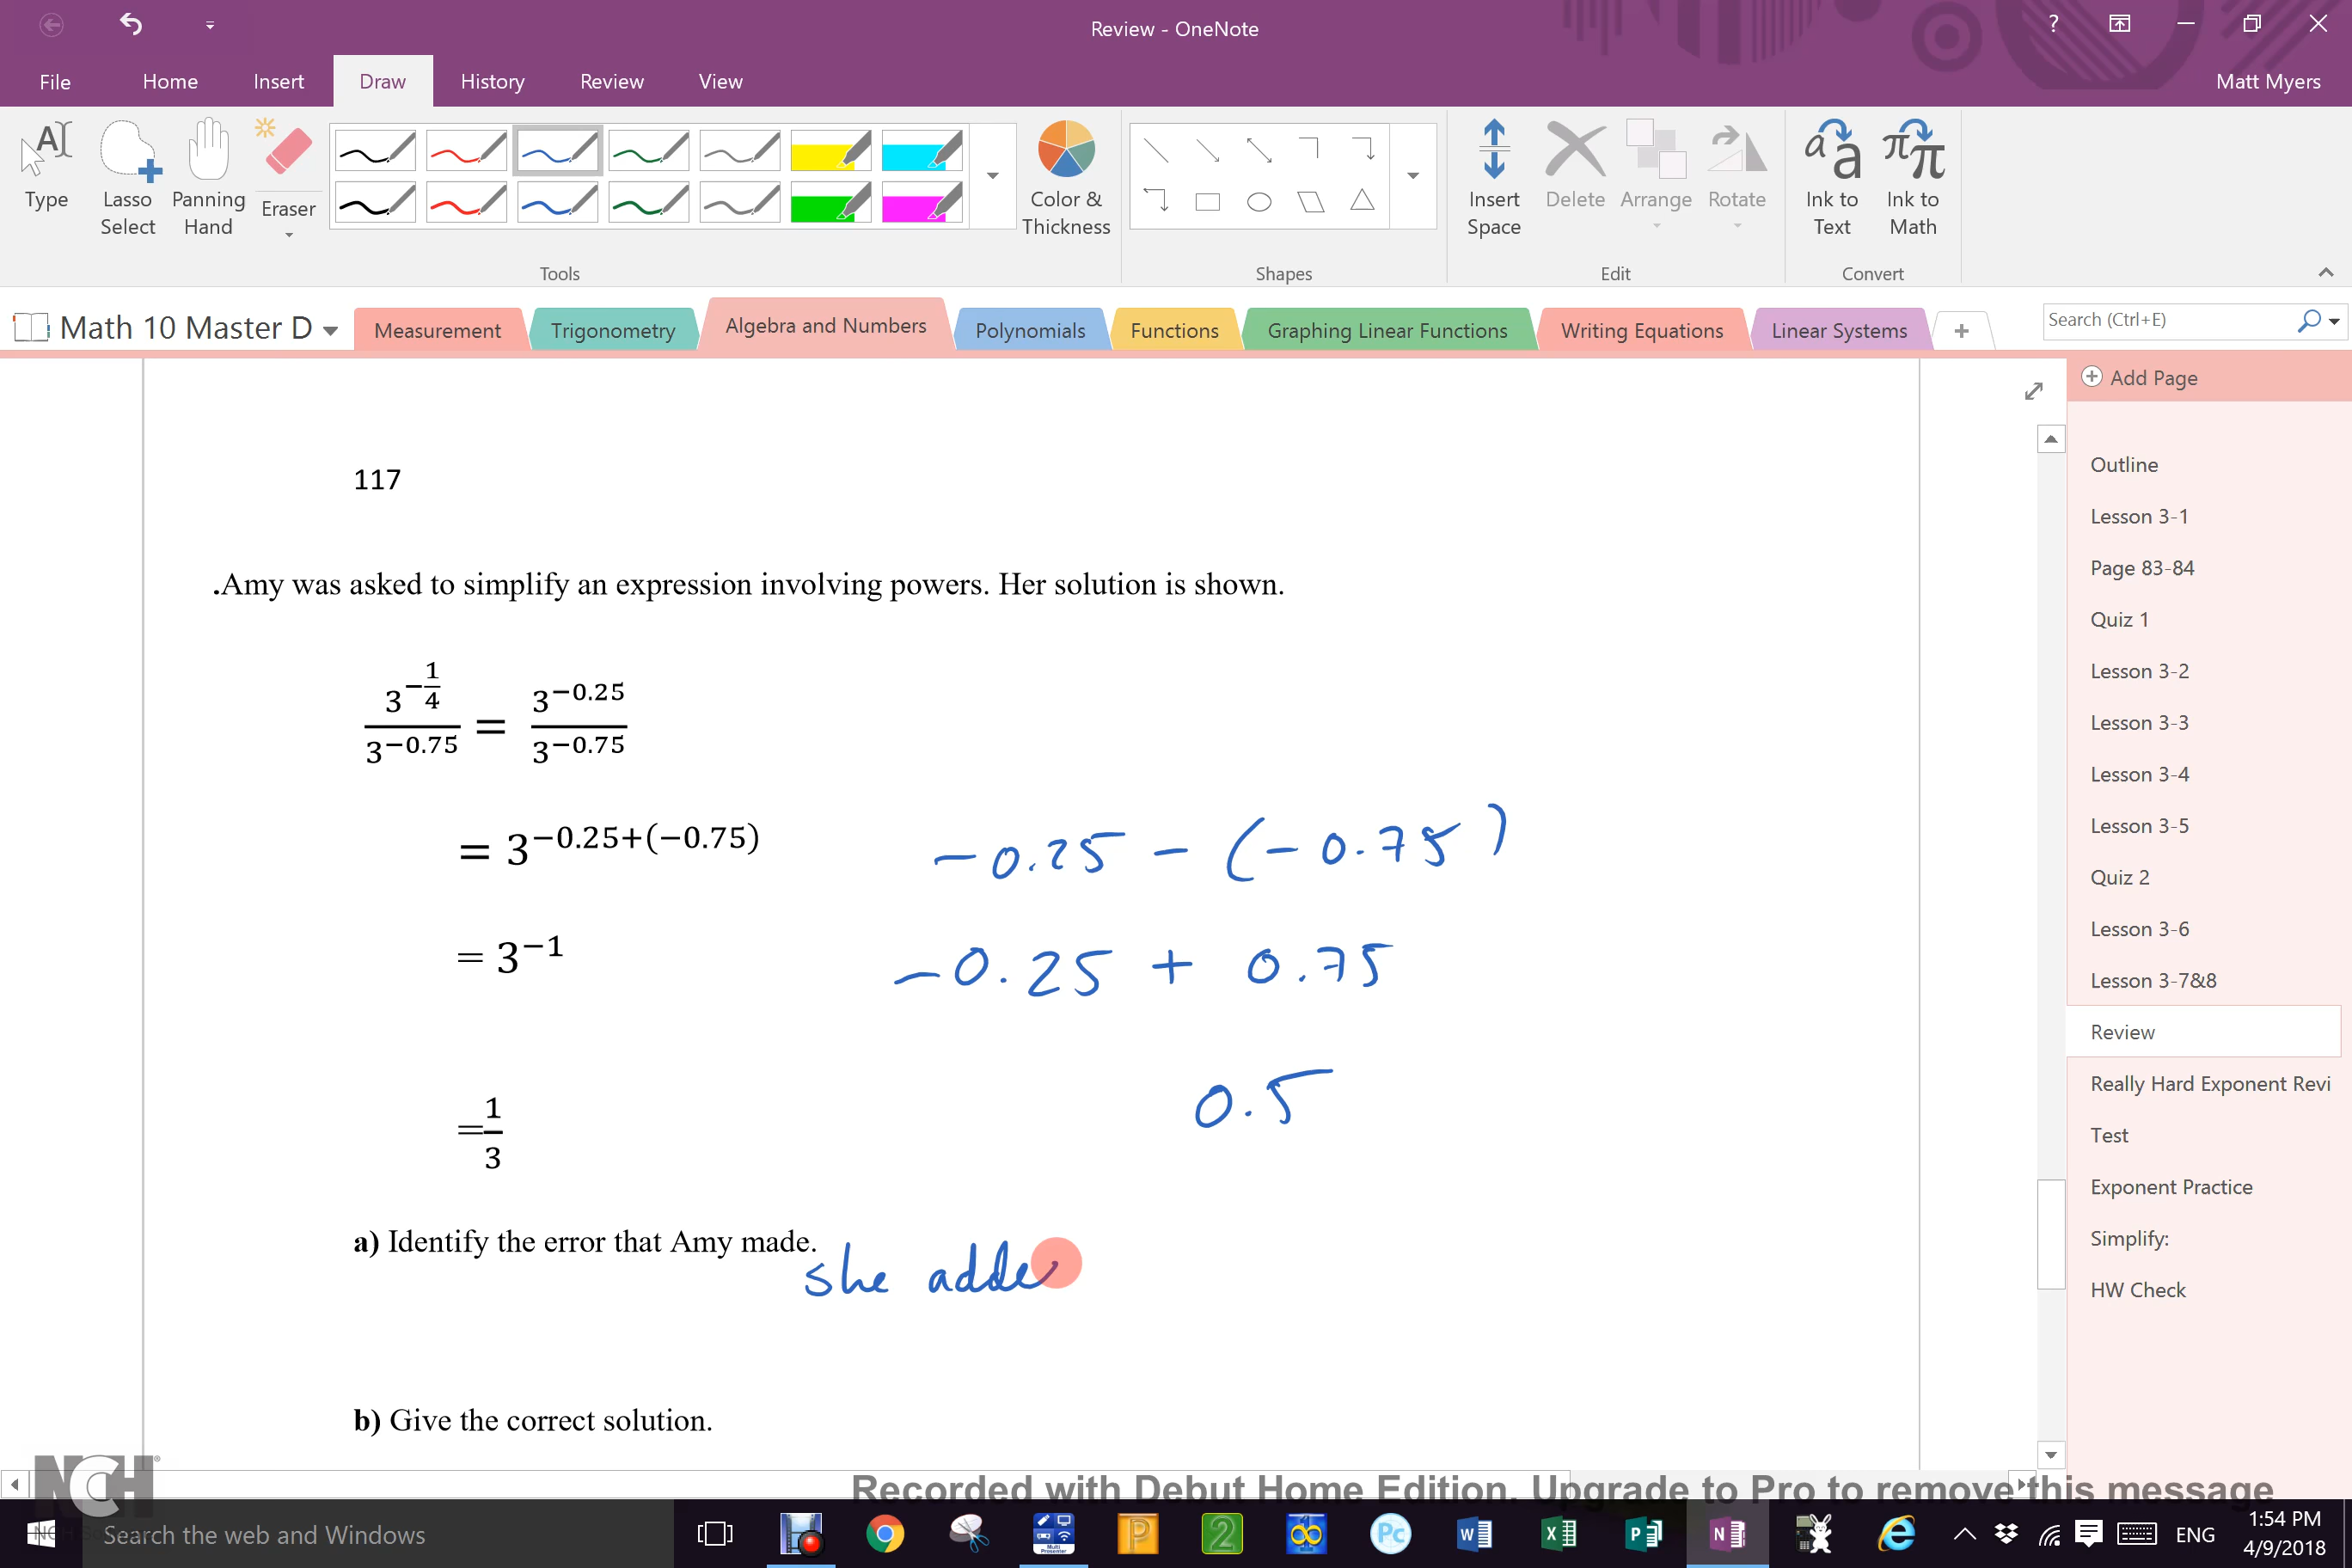 Review - OneNote
?
File Home Insert Draw History Review View Matt Myers
Type Lasso Select Panning Hand Eraser Color & Thickness Insert Space Delete Arrange Rotate Ink to Text Ink to Math
Tools Shapes Edit Convert
Math 10 Master D Measurement Trigonometry Algebra and Numbers Polynomials Functions Graphing Linear Functions Writing Equations Linear Systems + Search (Ctrl+E)
Add Page
Outline
Lesson 3-1
Page 83-84
Quiz 1
Lesson 3-2
Lesson 3-3
Lesson 3-4
Lesson 3-5
Quiz 2
Lesson 3-6
Lesson 3-7&8
Review
Really Hard Exponent Revi
Test
Exponent Practice
Simplify:
HW Check
117
.Amy was asked to simplify an expression involving powers. Her solution is shown.
3^(-1/4) / 3^(−0.75) = 3^(−0.25) / 3^(−0.75)
= 3^(−0.25+(−0.75))
-0.25 - (-0.75)
= 3^(−1)
-0.25 + 0.75
= 1/3
0.5
a) Identify the error that Amy made.
she adde
b) Give the correct solution.
NCH
Recorded with Debut Home Edition. Upgrade to Pro to remove this message
Search the web and Windows
ENG
1:54 PM
4/9/2018